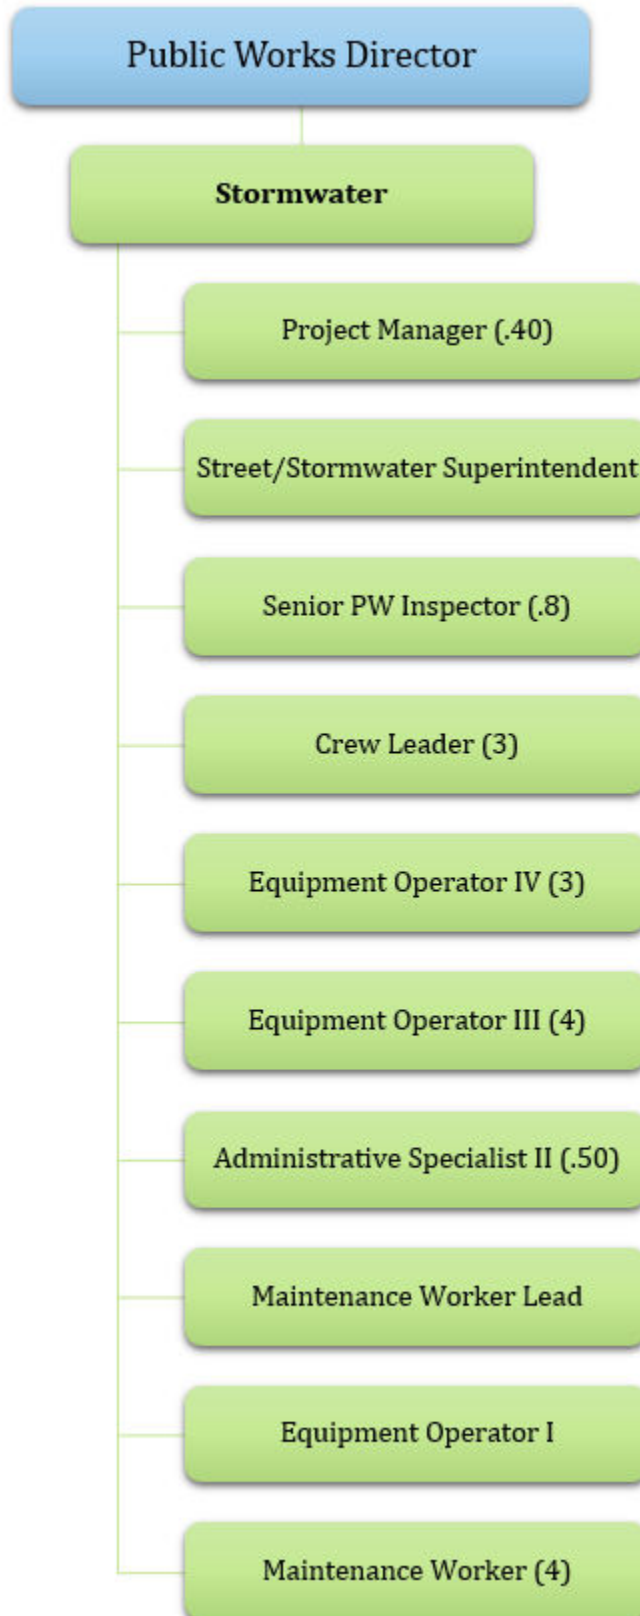 Public Works Director
Stormwater
Project Manager (.40)
Street/Stormwater Superintendent
Senior PW Inspector (.8)
Crew Leader (3)
Equipment Operator IV (3)
Equipment Operator III (4)
Administrative Specialist II (.50)
Maintenance Worker Lead
Equipment Operator I
Maintenance Worker (4)